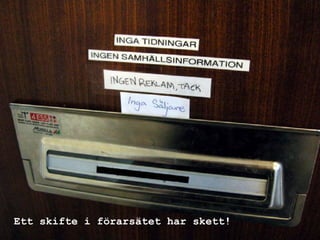 INGA TIDNINGAR
INGEN SAMHÄLLSINFORMATION
INGEN REKLAM, TACK
Inga Säljare
Ett skifte i förarsätet har skett!